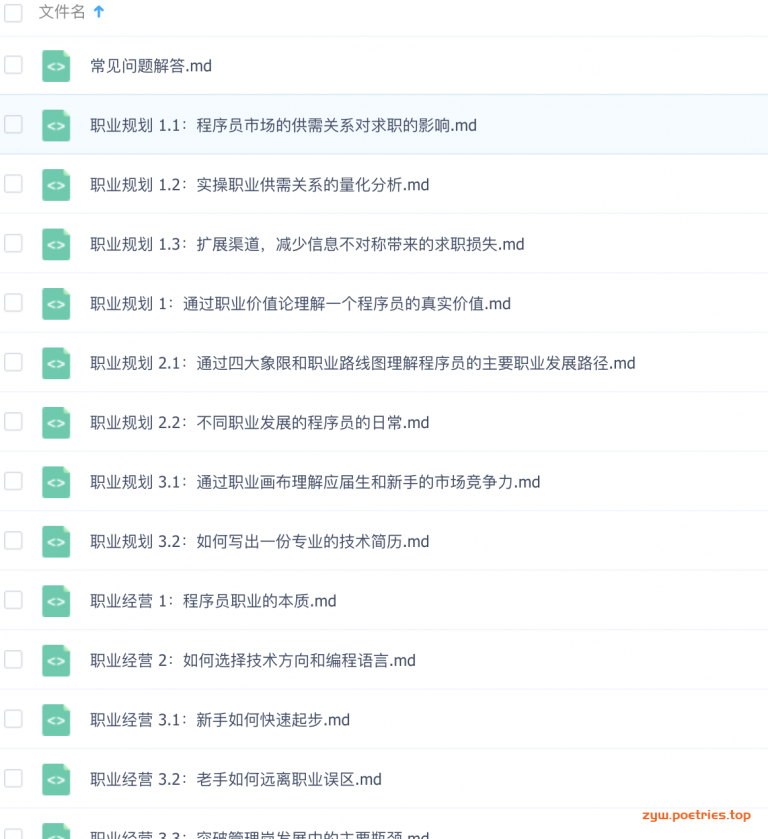 文件名
常见问题解答.md
职业规划 1.1：程序员市场的供需关系对求职的影响.md
职业规划 1.2：实操职业供需关系的量化分析.md
职业规划 1.3：扩展渠道，减少信息不对称带来的求职损失.md
职业规划 1：通过职业价值论理解一个程序员的真实价值.md
职业规划 2.1：通过四大象限和职业路线图理解程序员的主要职业发展路径.md
职业规划 2.2：不同职业发展的程序员的日常.md
职业规划 3.1：通过职业画布理解应届生和新手的市场竞争力.md
职业规划 3.2：如何写出一份专业的技术简历.md
职业经营 1：程序员职业的本质.md
职业经营 2：如何选择技术方向和编程语言.md
职业经营 3.1：新手如何快速起步.md
职业经营 3.2：老手如何远离职业误区.md
zyw.poetries.top
职业经营 3.3：突破管理岗发展中的主要瓶颈.md